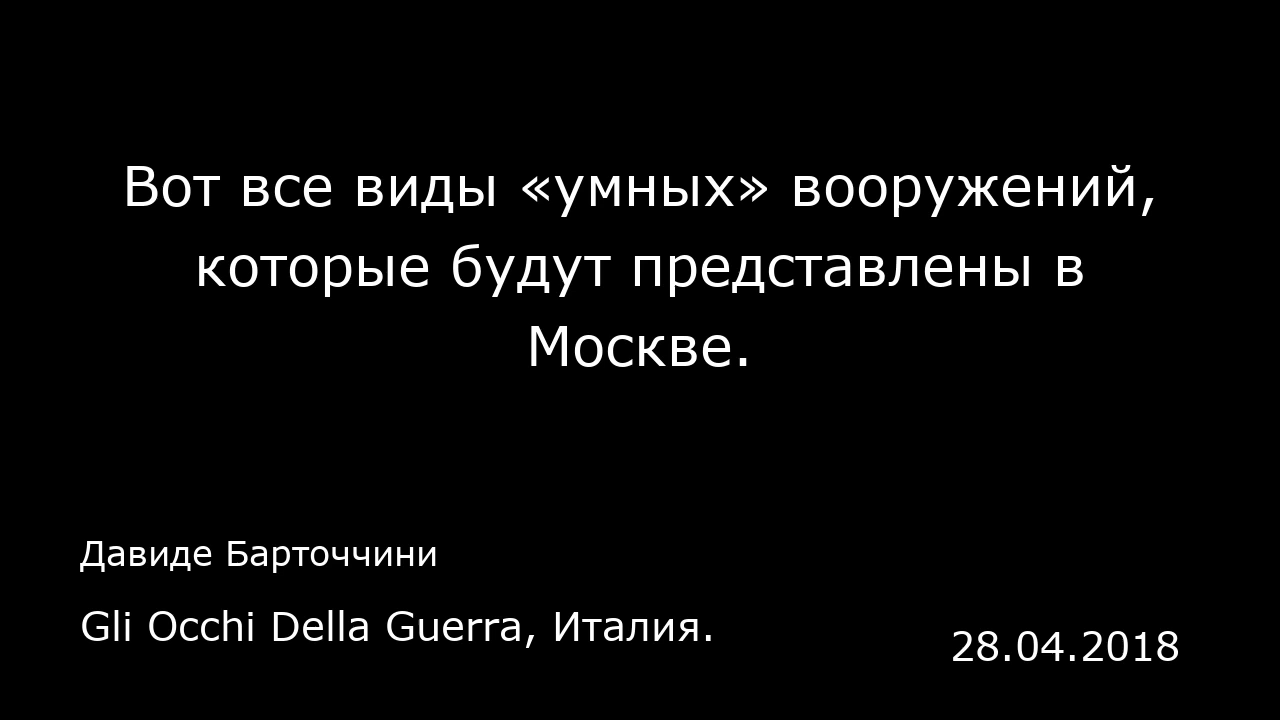 Вот все виды «умных» вооружений,
которые будут представлены в
Москве.
Давиде Барточчини
Gli Occhi Della Guerra, Италия.
28.04.2018